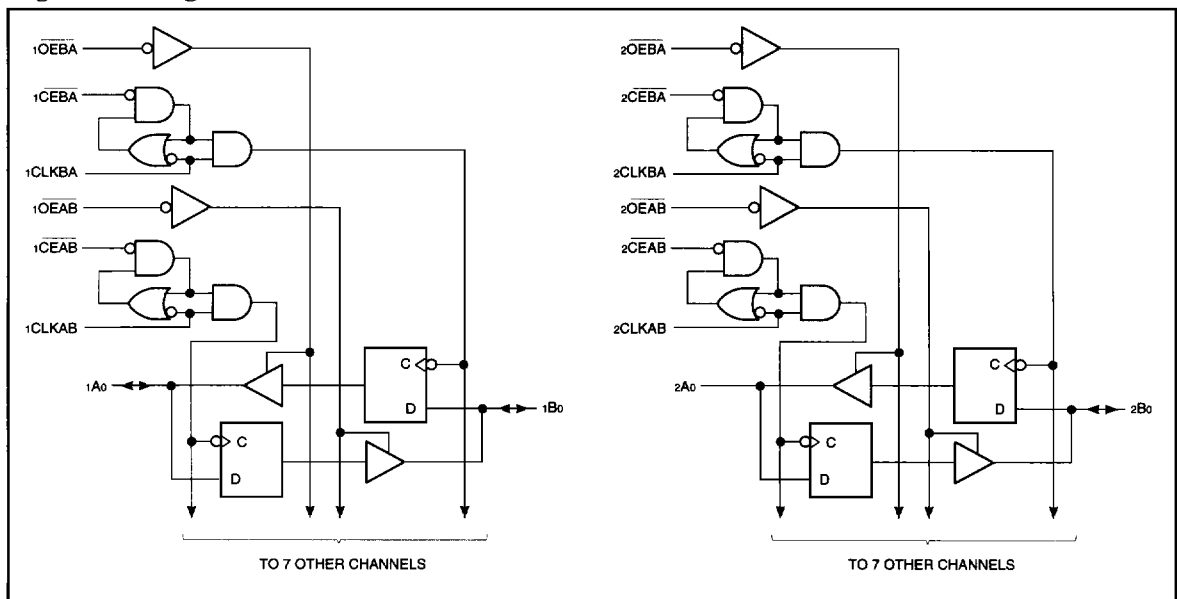 1OEBA
1CEBA
1CLKBA
1OEAB
1CEAB
1CLKAB
C
1A0
D
1B0
C
D
TO 7 OTHER CHANNELS
2OEBA
2CEBA
2CLKBA
2OEAB
2CEAB
2CLKAB
C
2A0
D
2B0
C
D
TO 7 OTHER CHANNELS